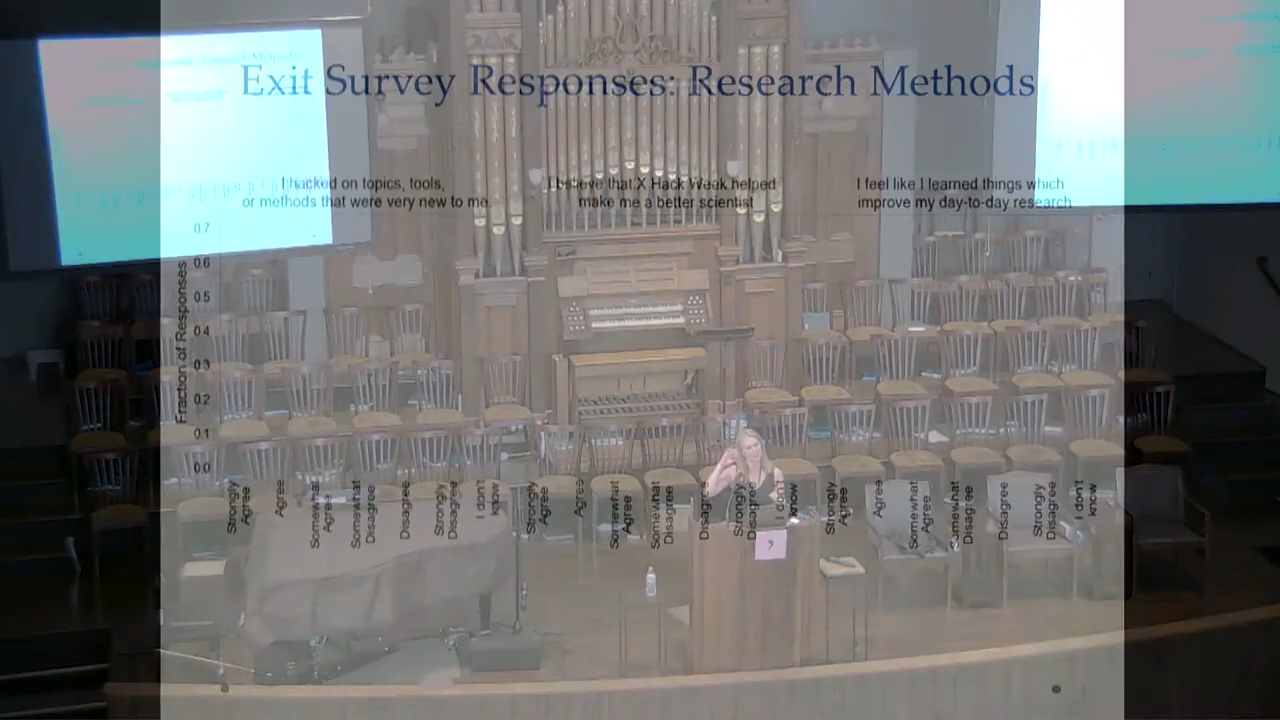 Exit Survey Responses: Research Methods
I hacked on topics, tools,
or methods that were very new to me
I believe that X Hack Week helped
make me a better scientist
I feel like I learned things which
improve my day-to-day research
Fraction of Responses
0.7
0.6
0.5
0.4
0.3
0.2
0.1
0.0
Strongly
Agree
Agree
Somewhat
Agree
Somewhat
Disagree
Disagree
Strongly
Disagree
I don't
know
Strongly
Agree
Agree
Somewhat
Agree
Somewhat
Disagree
Disagree
Strongly
Disagree
I don't
know
Strongly
Agree
Agree
Somewhat
Agree
Somewhat
Disagree
Disagree
Strongly
Disagree
I don't
know